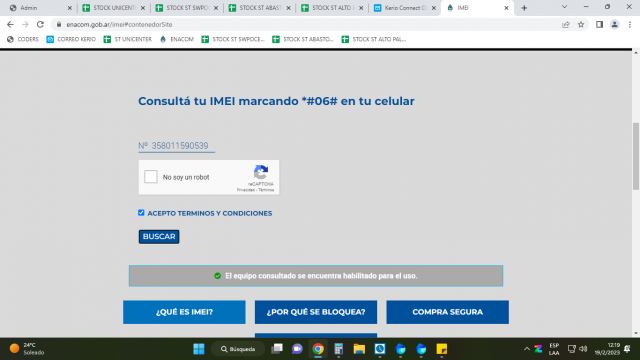 Admin
STOCK UNICENT
STOCK ST SWPOC
STOCK ST ABAST
STOCK ST ALTO P
Kerio Connect C
IMEI
enacom.gob.ar/imei#contenedorSite
CODERS
CORREO KERIO
ST UNICENTER
ENACOM
STOCK ST SWPOCE...
STOCK ST ABASTO...
STOCK ST ALTO PAL...
Consultá tu IMEI marcando *#06# en tu celular
Nº 358011590539
No soy un robot
reCAPTCHA
Privacidad - Términos
ACEPTO TERMINOS Y CONDICIONES
BUSCAR
El equipo consultado se encuentra habilitado para el uso.
¿QUÉ ES IMEI?
¿POR QUÉ SE BLOQUEA?
COMPRA SEGURA
24°C
Soleado
Búsqueda
ESP
LAA
12:19
19/2/2023